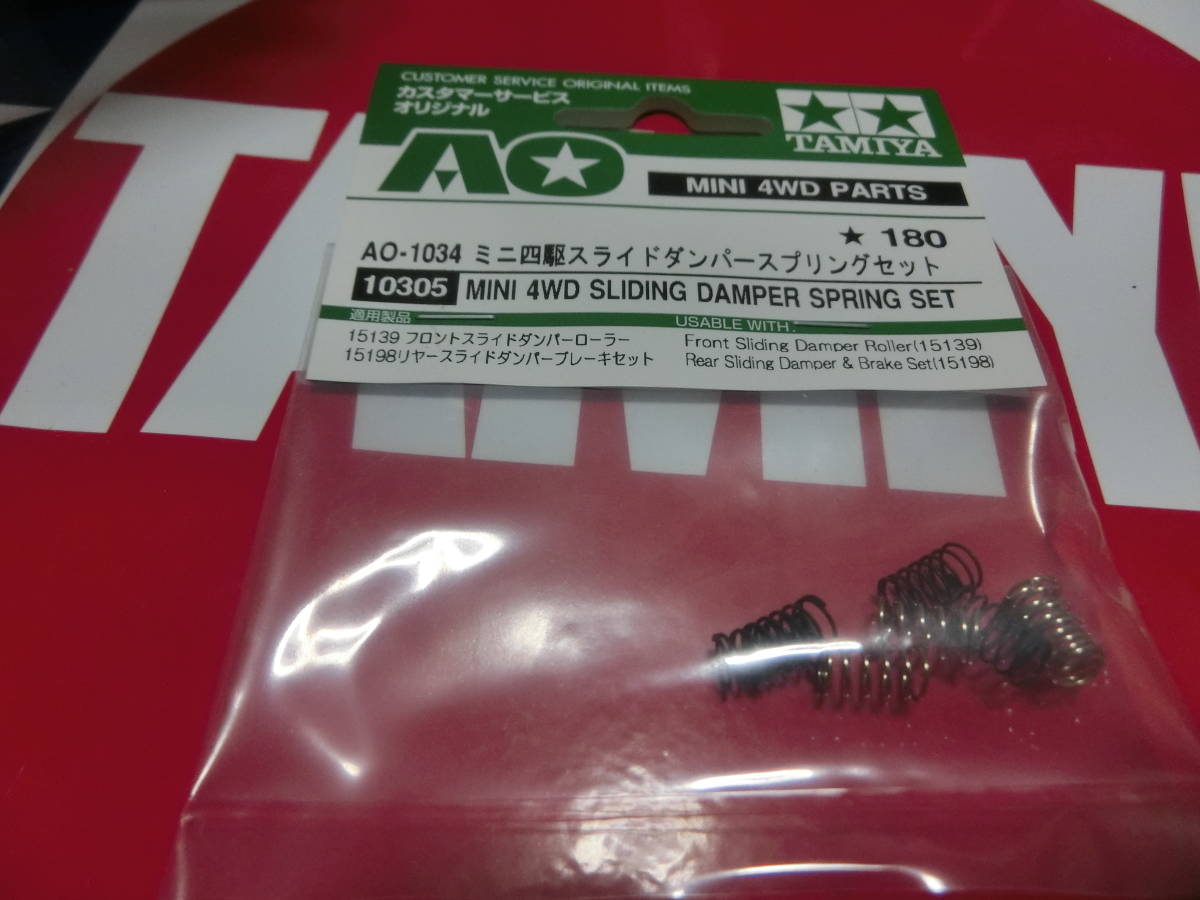 TAMIY
CUSTOMER SERVICE ORIGINAL ITEMS
カスタマーサービス
オリジナル
AO
TAMIYA
MINI 4WD PARTS
★ 180
AO-1034 ミニ四駆スライドダンパースプリングセット
10305 MINI 4WD SLIDING DAMPER SPRING SET
適用製品
15139 フロントスライドダンパーローラー
15198リヤースライドダンパーブレーキセット
USABLE WITH:
Front Sliding Damper Roller(15139)
Rear Sliding Damper & Brake Set(15198)